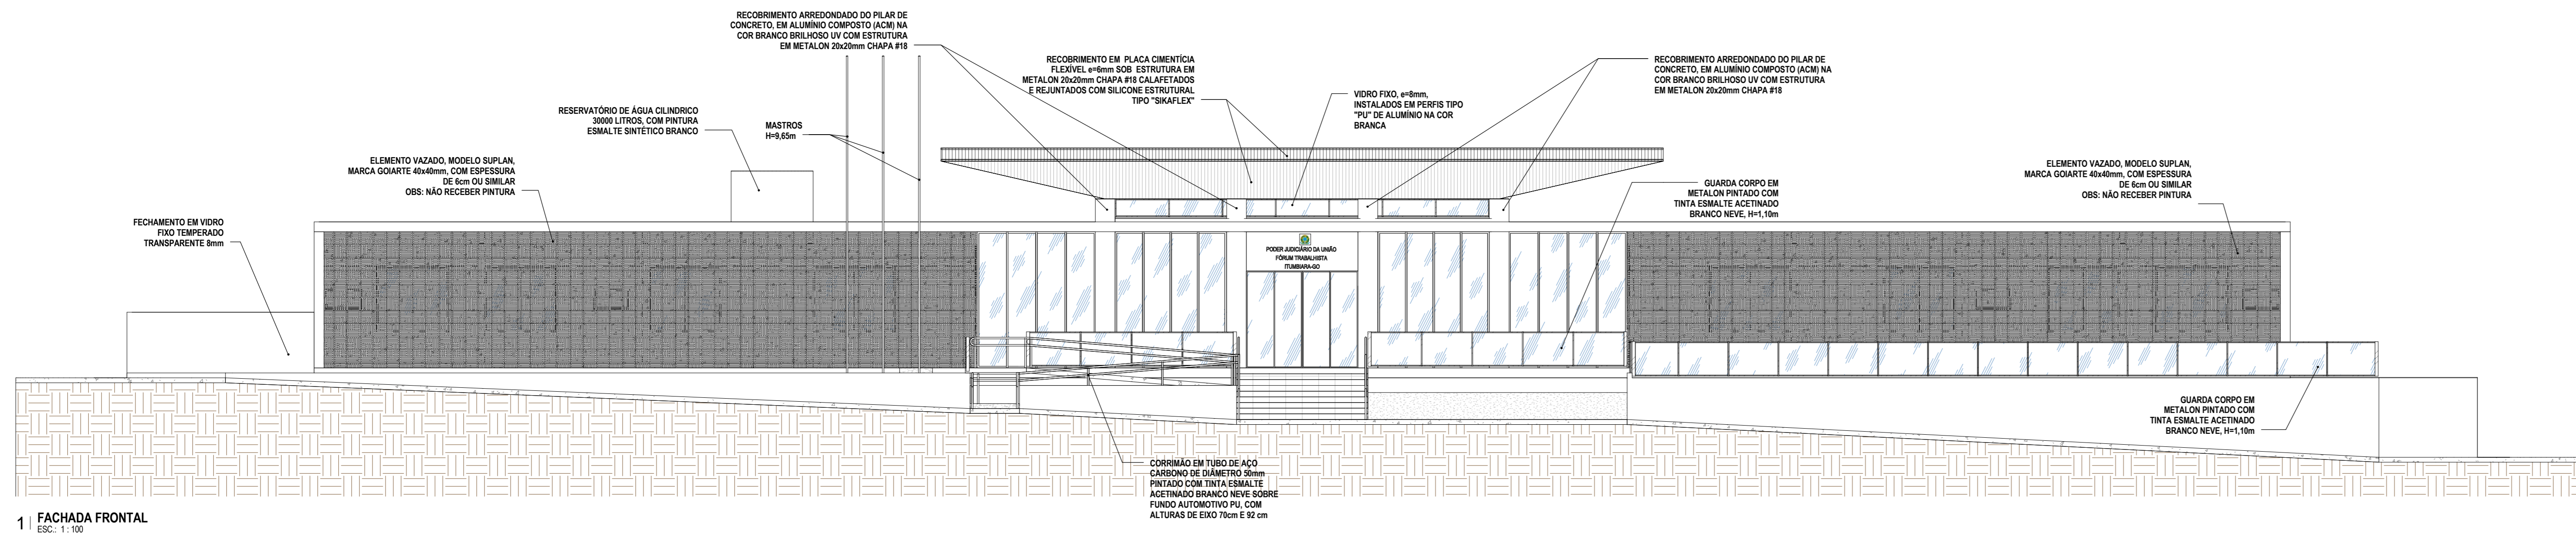 RECOBRIMENTO ARREDONDADO DO PILAR DE
CONCRETO, EM ALUMÍNIO COMPOSTO (ACM) NA
COR BRANCO BRILHOSO UV COM ESTRUTURA
EM METALON 20x20mm CHAPA #18
RECOBRIMENTO EM PLACA CIMENTÍCIA
FLEXÍVEL e=6mm SOB ESTRUTURA EM
METALON 20x20mm CHAPA #18 CALAFETADOS
E REJUNTADOS COM SILICONE ESTRUTURAL
TIPO "SIKAFLEX"
RECOBRIMENTO ARREDONDADO DO PILAR DE
CONCRETO, EM ALUMÍNIO COMPOSTO (ACM) NA
COR BRANCO BRILHOSO UV COM ESTRUTURA
EM METALON 20x20mm CHAPA #18
VIDRO FIXO, e=8mm,
INSTALADOS EM PERFIS TIPO
"PU" DE ALUMÍNIO NA COR
BRANCA
RESERVATÓRIO DE ÁGUA CILINDRICO
30000 LITROS, COM PINTURA
ESMALTE SINTÉTICO BRANCO
MASTROS
H=9,65m
ELEMENTO VAZADO, MODELO SUPLAN,
MARCA GOIARTE 40x40mm, COM ESPESSURA
DE 6cm OU SIMILAR
OBS: NÃO RECEBER PINTURA
GUARDA CORPO EM
METALON PINTADO COM
TINTA ESMALTE ACETINADO
BRANCO NEVE, H=1,10m
ELEMENTO VAZADO, MODELO SUPLAN,
MARCA GOIARTE 40x40mm, COM ESPESSURA
DE 6cm OU SIMILAR
OBS: NÃO RECEBER PINTURA
FECHAMENTO EM VIDRO
FIXO TEMPERADO
TRANSPARENTE 8mm
PODER JUDICIÁRIO DA UNIÃO
FÓRUM TRABALHISTA
ITUMBIARA-GO
GUARDA CORPO EM
METALON PINTADO COM
TINTA ESMALTE ACETINADO
BRANCO NEVE, H=1,10m
CORRIMÃO EM TUBO DE AÇO
CARBONO DE DIÂMETRO 50mm
PINTADO COM TINTA ESMALTE
ACETINADO BRANCO NEVE SOBRE
FUNDO AUTOMOTIVO PU, COM
ALTURAS DE EIXO 70cm E 92 cm
1 FACHADA FRONTAL
ESC.: 1 : 100